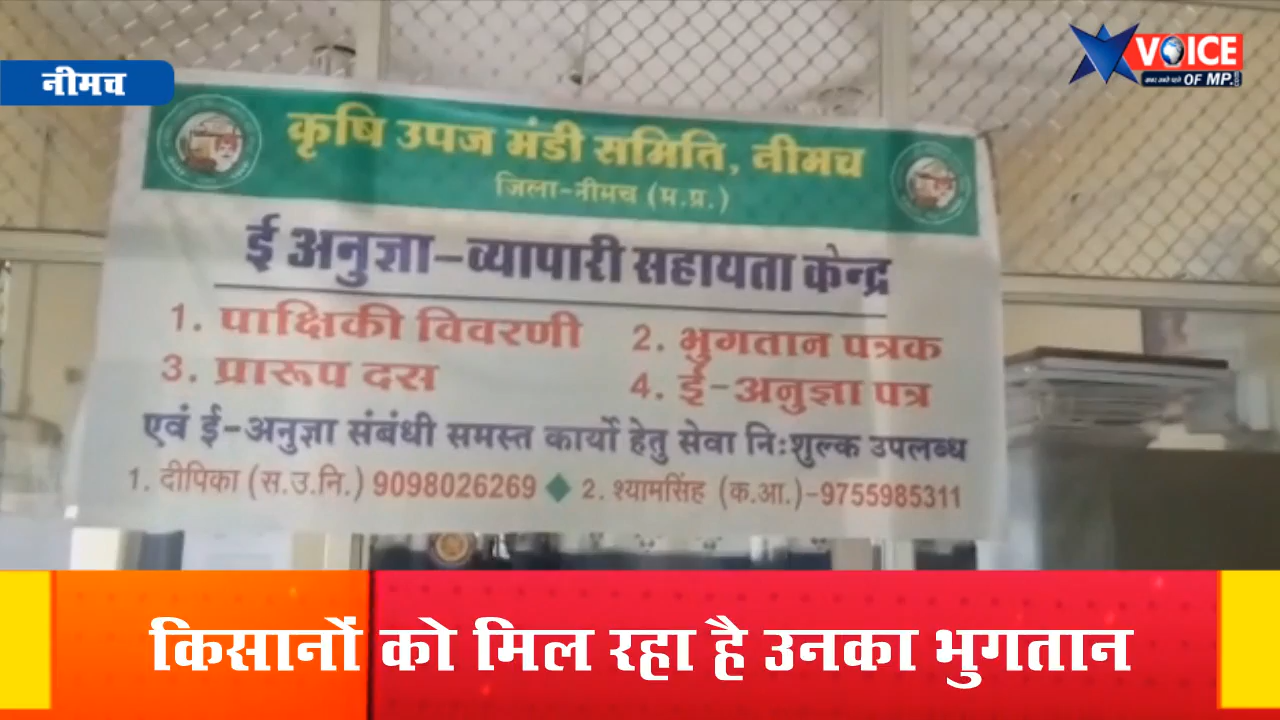 नीमच
VOICE
OF MP.
कृषि उपज मंडी समिति, नीमच
जिला-नीमच (म.प्र.)
ई अनुज्ञा-व्यापारी सहायता केन्द्र
1. पाक्षिकी विवरणी 2. भुगतान पत्रक
3. प्रारूप दस 4. ई-अनुज्ञा पत्र
एवं ई-अनुज्ञा संबंधी समस्त कार्यो हेतु सेवा निःशुल्क उपलब्ध
1. दीपिका (स.उ.नि.) 9098026269 ◆ 2. श्यामसिंह (क.आ.)-9755985311
किसानों को मिल रहा है उनका भुगतान